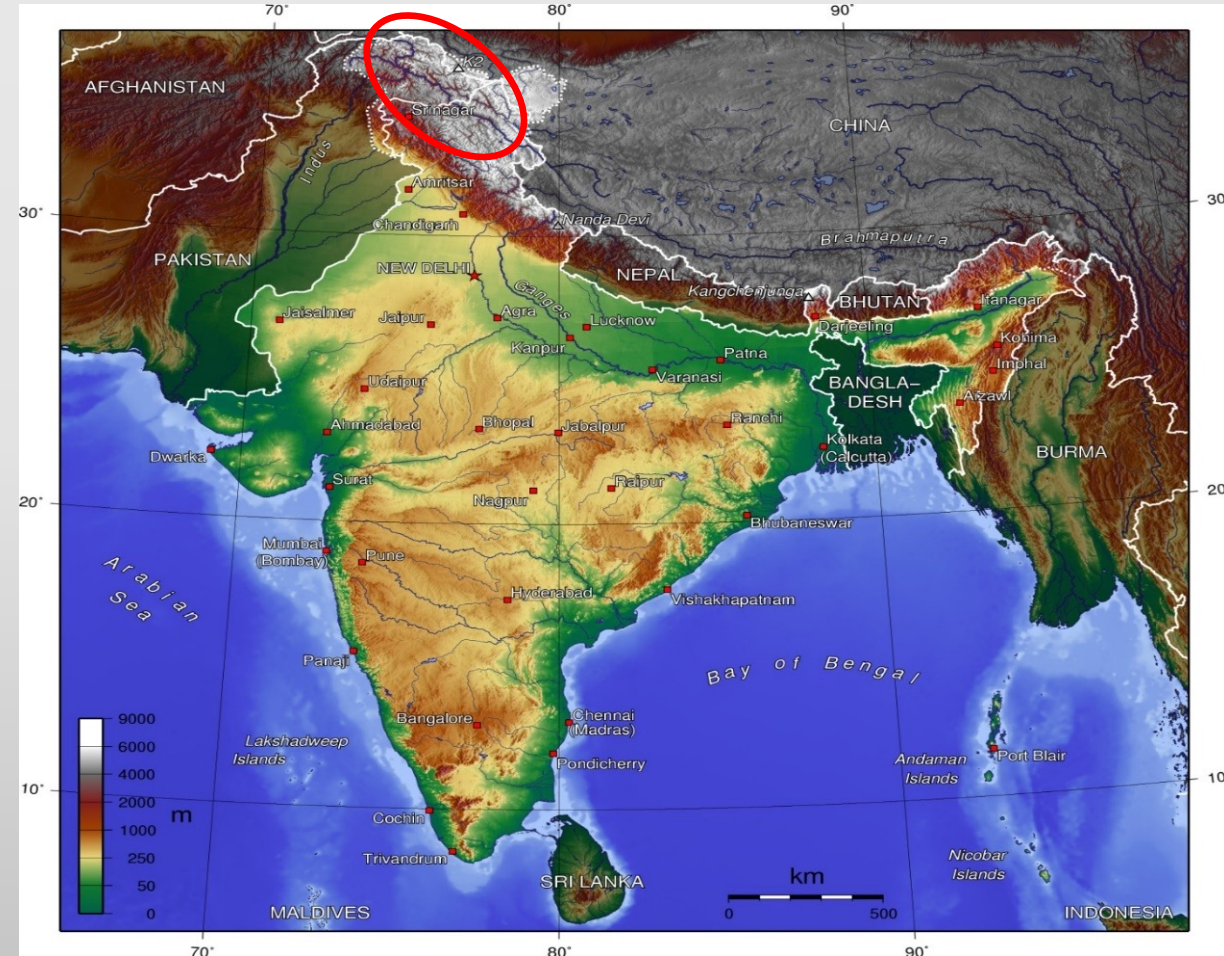 70°
80°
90°
K2
AFGHANISTAN
Srinagar
CHINA
Indus
Amritsar
30°
30
Chandigarh
Nanda Devi
Brahmaputra
PAKISTAN
NEW DELHI
NEPAL
Kangchenjunga
BHUTAN
Itanagar
Ganges
Jaisalmer
Jaipur
Agra
Lucknow
Darjeeling
Kanpur
Kohima
Patna
Imphal
Varanasi
Udaipur
BANGLA–
DESH
Aizawl
Ahmadabad
Bhopal
Jabalpur
Ranchi
Kolkata
(Calcutta)
BURMA
Dwarka
Surat
Nagpur
Raipur
20°
20
Bhubaneswar
Mumbai
(Bombay)
Pune
Arabian
Sea
Hyderabad
Vishakhapatnam
Panaji
Bay of Bengal
Bangalore
Chennai
(Madras)
9000
6000
4000
2000
1000
250
50
0
m
Lakshadweep
Islands
Pondicherry
Andaman
Islands
Port Blair
10°
10
Cochin
Trivandrum
Nicobar
Islands
SRI LANKA
km
0
500
MALDIVES
INDONESIA
70°
80°
90°